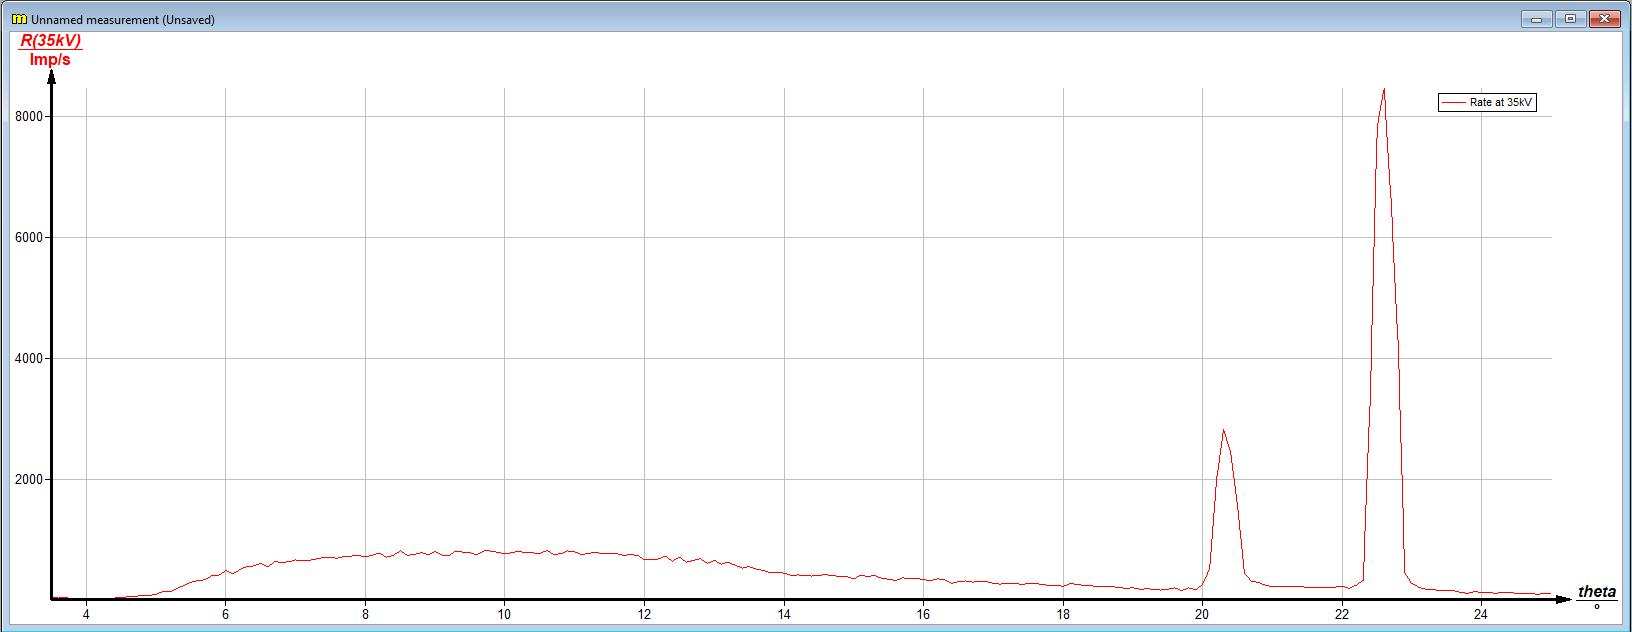 Unnamed measurement (Unsaved)
R(35kV)
Imp/s
Rate at 35kV
8000
6000
4000
2000
4 6 8 10 12 14 16 18 20 22 24
theta
°